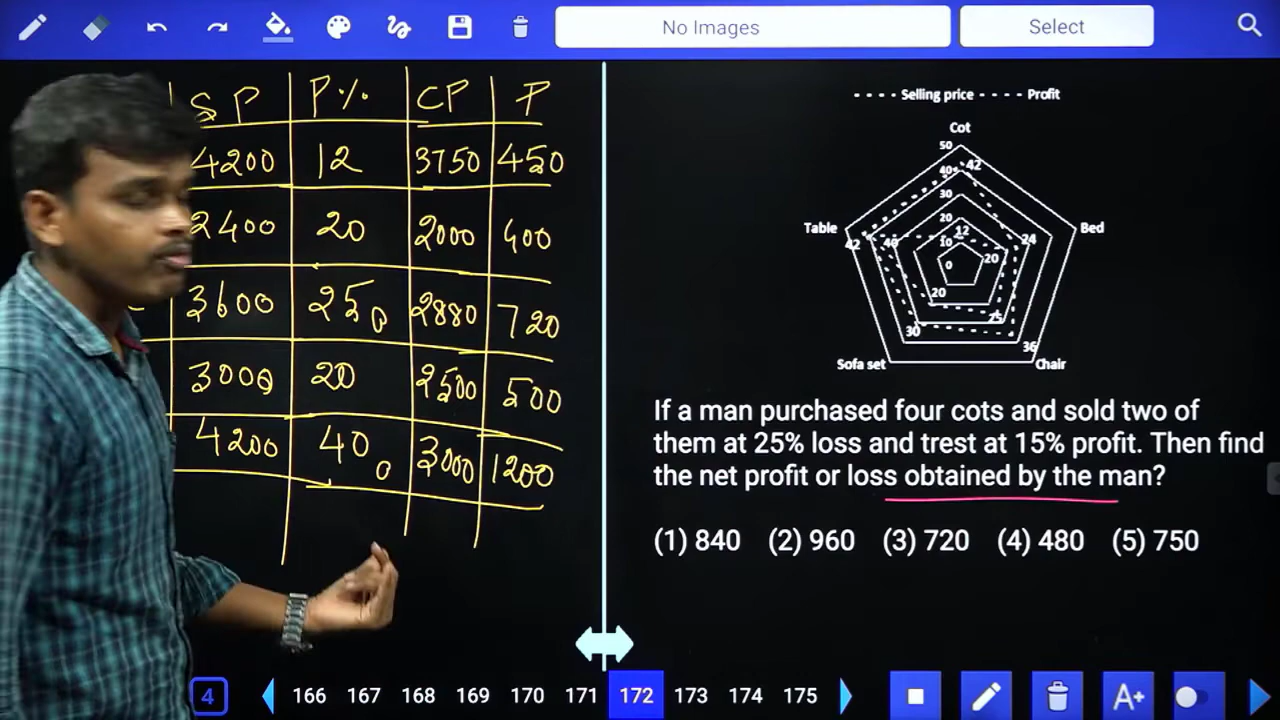 No Images
Select
SP P% CP P
4200 12 3750 450
2400 20 2000 400
3600 25 2880 720
3000 20 2500 500
4200 40 3000 1200
---- Selling price ---- Profit
Cot
50
40 42
30
20
Table 12 Bed
42 40 10 24
0 20
20
25
30
36
Sofa set Chair
If a man purchased four cots and sold two of
them at 25% loss and trest at 15% profit. Then find
the net profit or loss obtained by the man?
(1) 840 (2) 960 (3) 720 (4) 480 (5) 750
4 166 167 168 169 170 171 172 173 174 175 A+